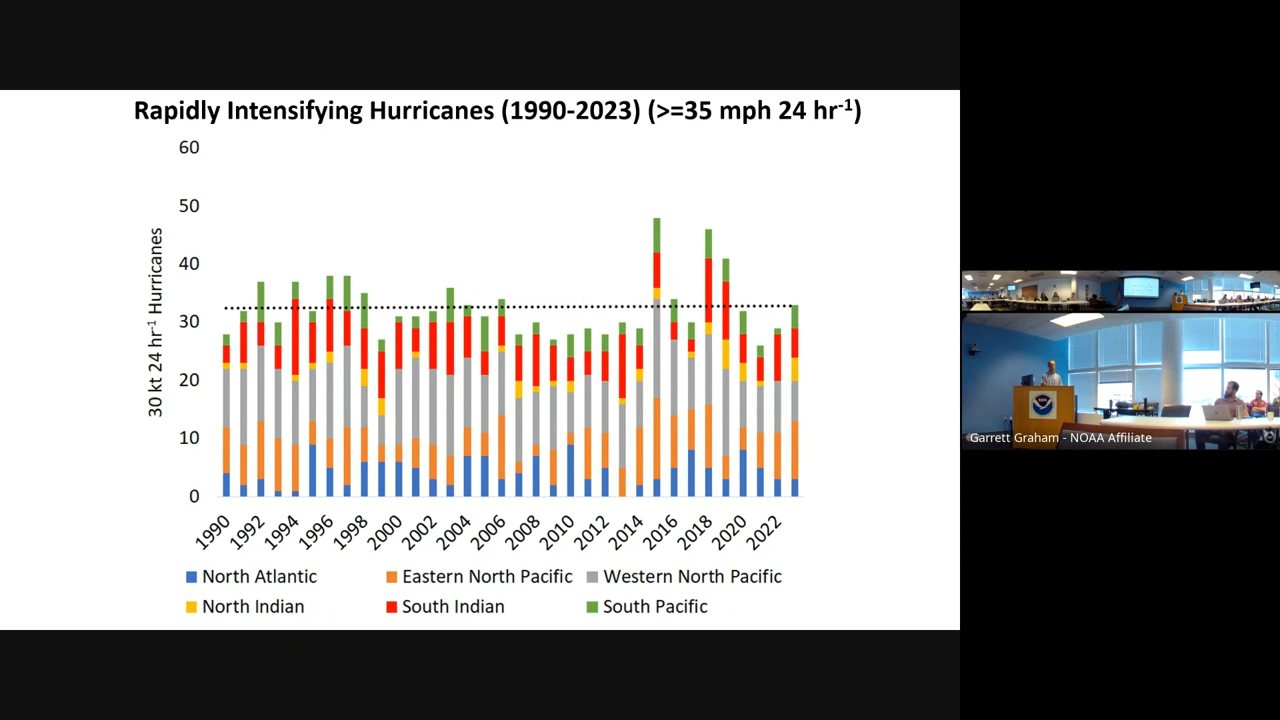 Rapidly Intensifying Hurricanes (1990-2023) (>=35 mph 24 hr-1)
30 kt 24 hr-1 Hurricanes
60
50
40
30
20
10
0
1990
1992
1994
1996
1998
2000
2002
2004
2006
2008
2010
2012
2014
2016
2018
2020
2022
North Atlantic
Eastern North Pacific
Western North Pacific
North Indian
South Indian
South Pacific
Garrett Graham - NOAA Affiliate